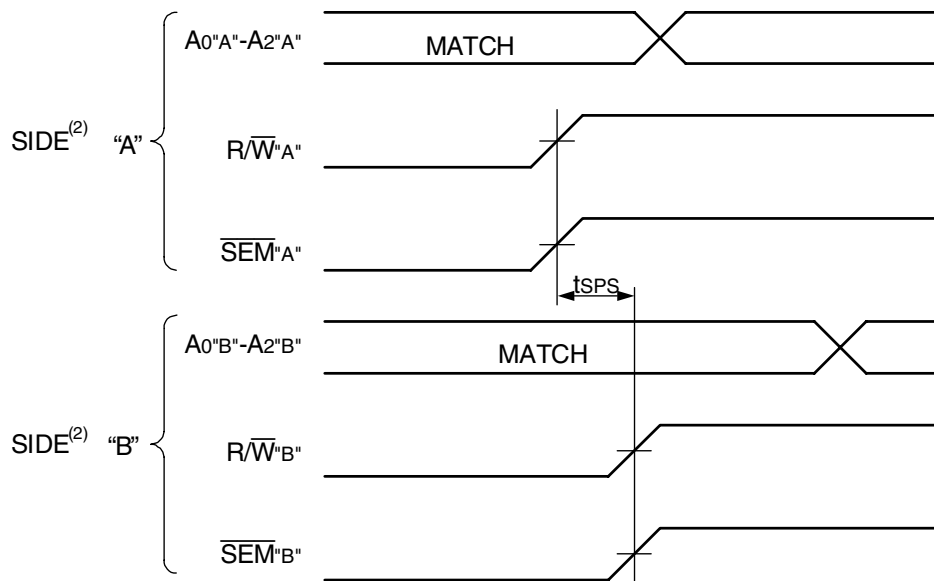 A0"A"-A2"A"
MATCH
SIDE(2) “A”
R/W"A"
SEM"A"
tSPS
A0"B"-A2"B"
MATCH
SIDE(2) “B”
R/W"B"
SEM"B"